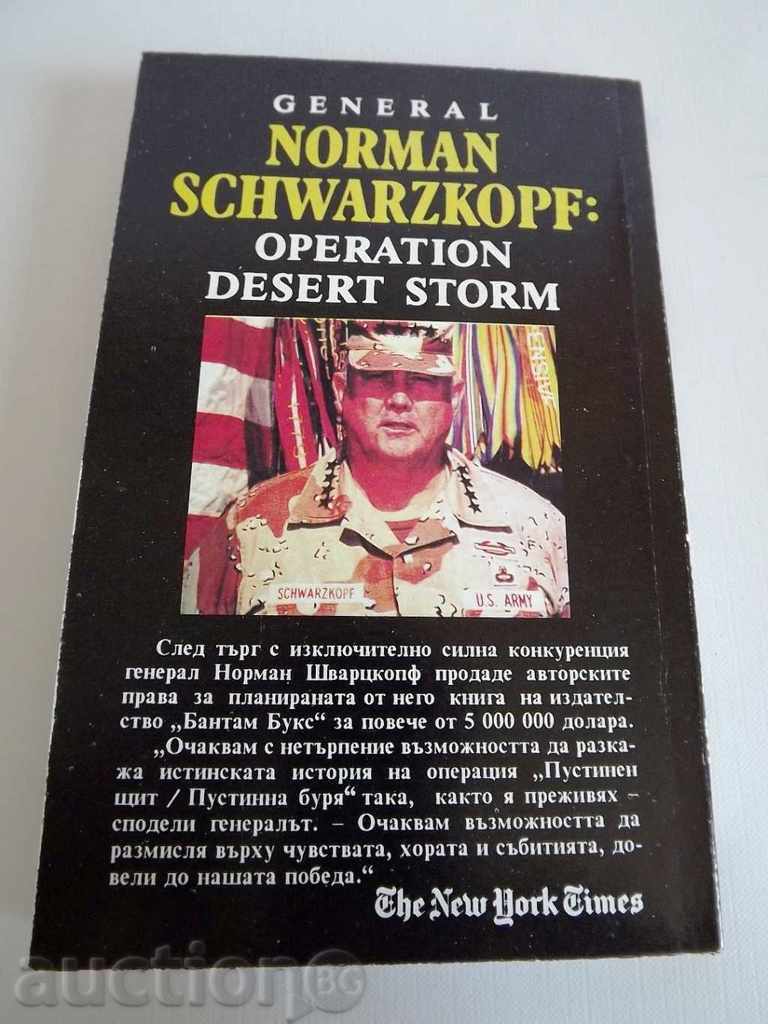 GENERAL
NORMAN
SCHWARZKOPF:
OPERATION
DESERT STORM
SCHWARZKOPF
U.S. ARMY
След търг с изключително силна конкуренция
генерал Норман Шварцкопф продаде авторските
права за планираната от него книга на издател-
ство „Бантам Букс“ за повече от 5 000 000 долара.
„Очаквам с нетърпение възможността да разка-
жа истинската история на операция „Пустинен
щит / Пустинна буря“ така, както я преживях –
сподели генералът. – Очаквам възможността да
размисля върху чувствата, хората и събитията, до-
вели до нашата победа.“
The New York Times
аuction BG